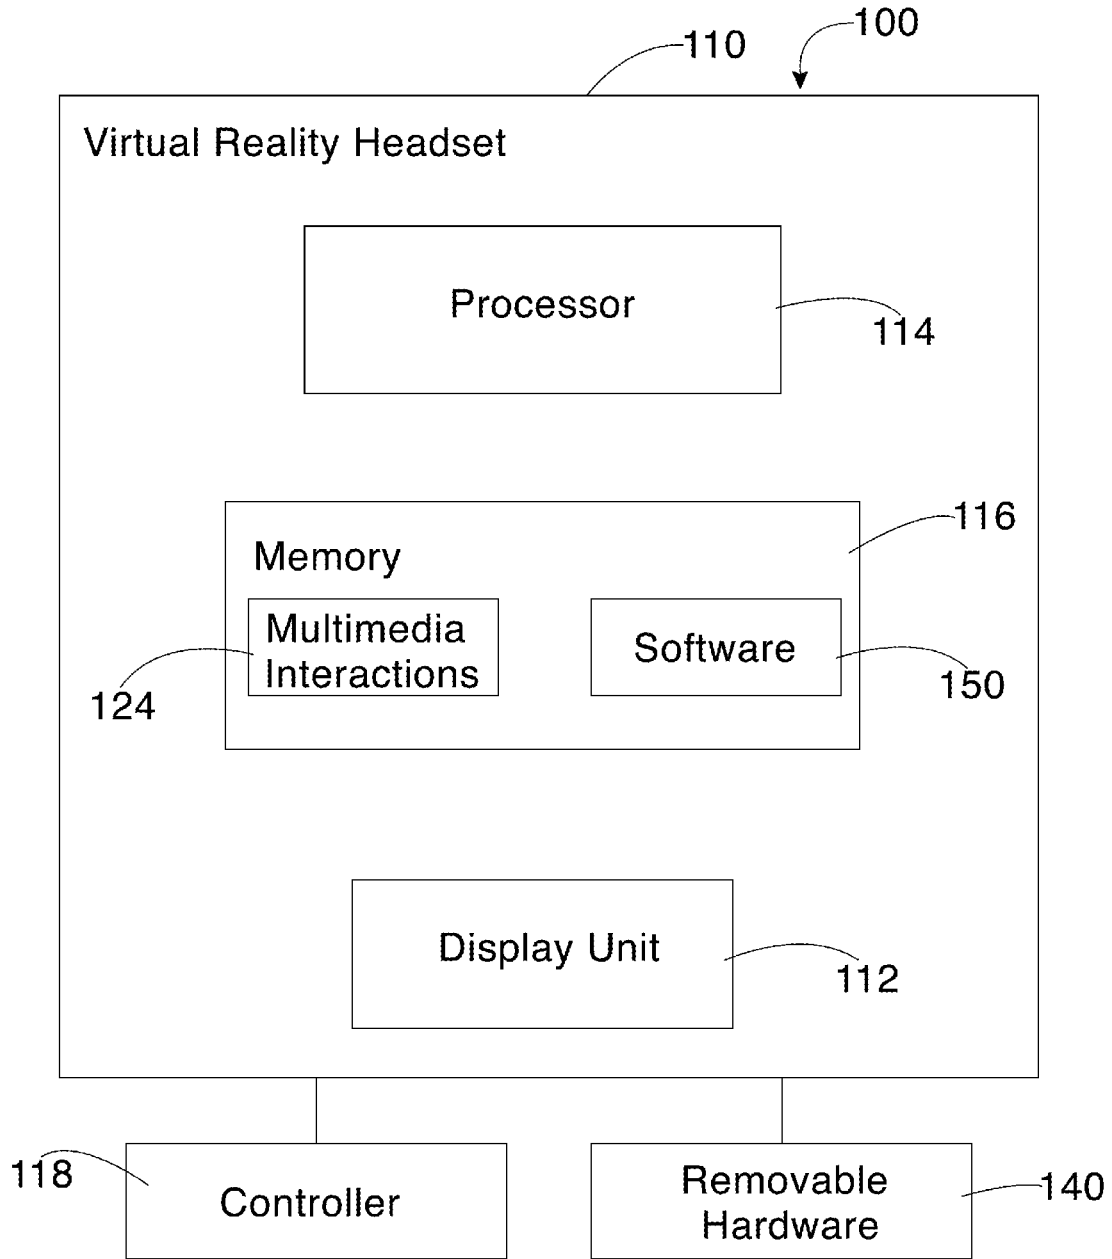 100
110
Virtual Reality Headset
Processor
114
116
Memory
Multimedia
Interactions
Software
124
150
Display Unit
112
118
Controller
Removable
Hardware
140